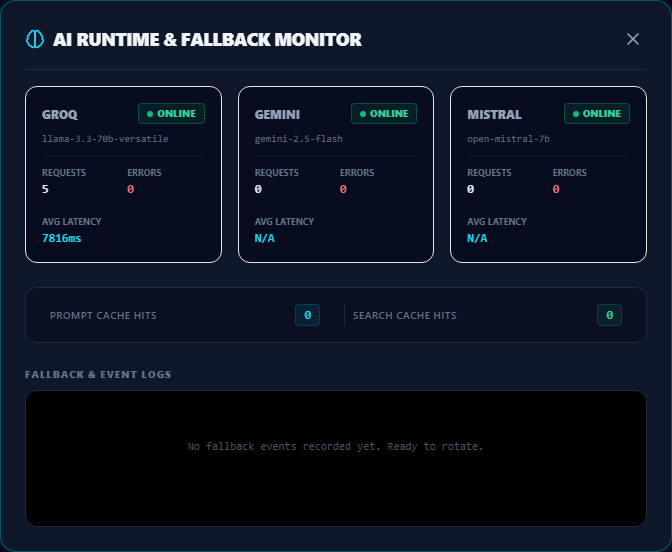 AI RUNTIME & FALLBACK MONITOR
GROQ
ONLINE
llama-3.3-70b-versatile
REQUESTS ERRORS
5 0
AVG LATENCY
7816ms
GEMINI
ONLINE
gemini-2.5-flash
REQUESTS ERRORS
0 0
AVG LATENCY
N/A
MISTRAL
ONLINE
open-mistral-7b
REQUESTS ERRORS
0 0
AVG LATENCY
N/A
PROMPT CACHE HITS 0
SEARCH CACHE HITS 0
FALLBACK & EVENT LOGS
No fallback events recorded yet. Ready to rotate.